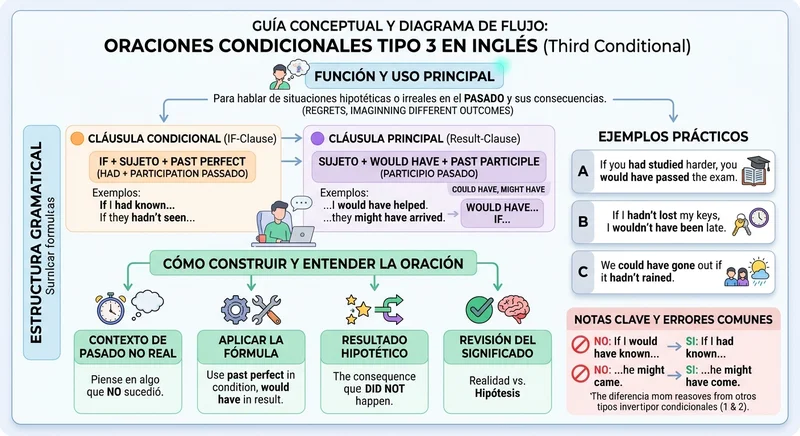 GUÍA CONCEPTUAL Y DIAGRAMA DE FLUJO:
ORACIONES CONDICIONALES TIPO 3 EN INGLÉS (Third Conditional)
FUNCIÓN Y USO PRINCIPAL
Para hablar de situaciones hipotéticas o irreales en el PASADO y sus consecuencias.
(REGRETS, IMAGINNING DIFFERENT OUTCOMES)
ESTRUCTURA GRAMATICAL
Sumlcar formulcas
CLÁUSULA CONDICIONAL (IF-Clause)
IF + SUJETO + PAST PERFECT
(HAD + PARTICIPATION PASSADO)
Exemplos:
If I had known...
If they hadn't seen...
CLÁUSULA PRINCIPAL (Result-Clause)
SUJETO + WOULD HAVE + PAST PARTICIPLE
(PARTICIPIO PASADO)
COULD HAVE, MIGHT HAVE
Exemplos:
...I would have helped.
...they might have arrived.
WOULD HAVE...
IF...
EJEMPLOS PRÁCTICOS
A
If you had studied harder, you
would have passed the exam.
B
If I hadn't lost my keys,
I wouldn't have been late.
C
We could have gone out if
it hadn't rained.
CÓMO CONSTRUIR Y ENTENDER LA ORACIÓN
CONTEXTO DE
PASADO NO REAL
Piense en algo
que NO sucedió.
APLICAR LA
FÓRMULA
Use past perfect in
condition, would
have in result.
RESULTADO
HIPOTÉTICO
The consequence
que DID NOT
happen.
REVISIÓN DEL
SIGNIFICADO
Realidad vs.
Hipótesis
NOTAS CLAVE Y ERRORES COMUNES
NO: If I would
have known...
SI: If I had
known...
NO: ...he might
came.
SI: ...he might
have come.
*The diferencia mom reasoves from otros
tipos invertipor condicionales (1 & 2).